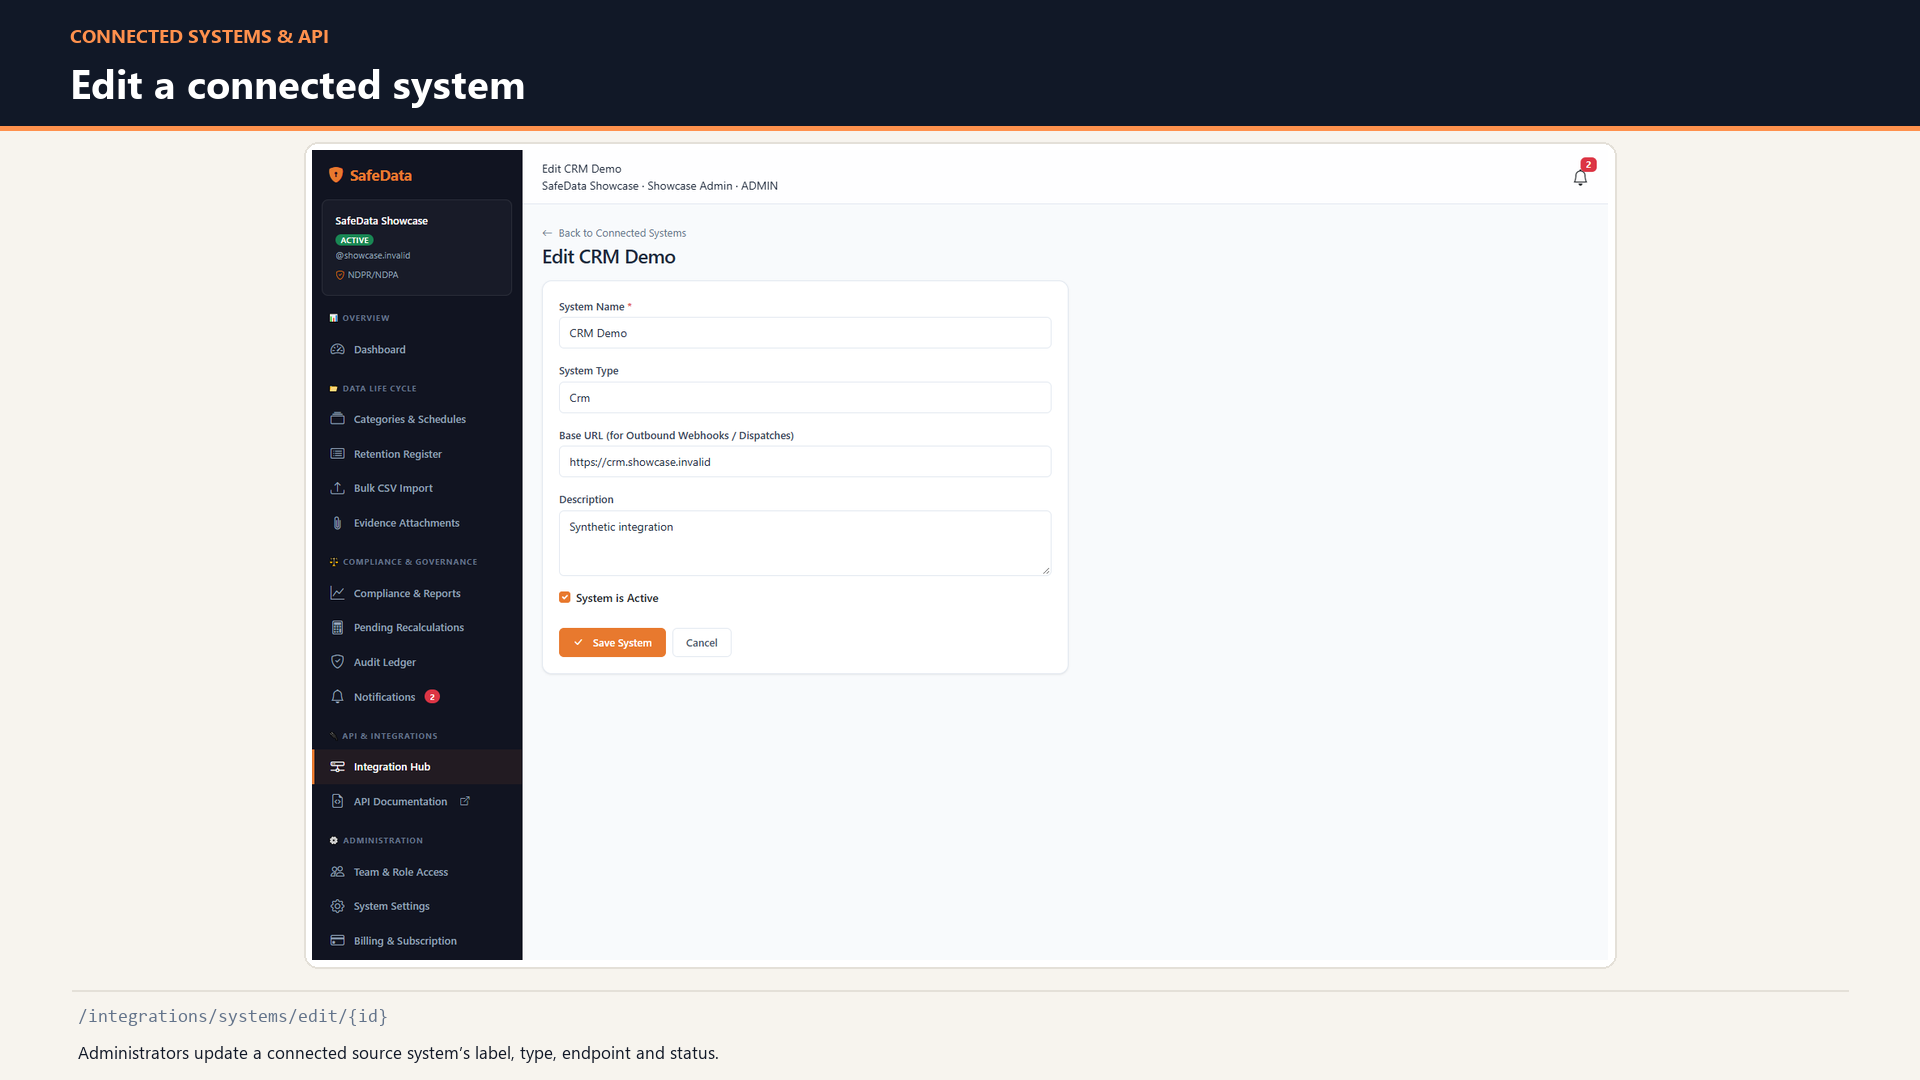 CONNECTED SYSTEMS & API
Edit a connected system
SafeData
SafeData Showcase
ACTIVE
@showcase.invalid
NDPR/NDPA
OVERVIEW
Dashboard
DATA LIFE CYCLE
Categories & Schedules
Retention Register
Bulk CSV Import
Evidence Attachments
COMPLIANCE & GOVERNANCE
Compliance & Reports
Pending Recalculations
Audit Ledger
Notifications 2
API & INTEGRATIONS
Integration Hub
API Documentation
ADMINISTRATION
Team & Role Access
System Settings
Billing & Subscription
Edit CRM Demo
SafeData Showcase · Showcase Admin · ADMIN
2
← Back to Connected Systems
Edit CRM Demo
System Name *
CRM Demo
System Type
Crm
Base URL (for Outbound Webhooks / Dispatches)
https://crm.showcase.invalid
Description
Synthetic integration
System is Active
Save System
Cancel
/integrations/systems/edit/{id}
Administrators update a connected source system’s label, type, endpoint and status.